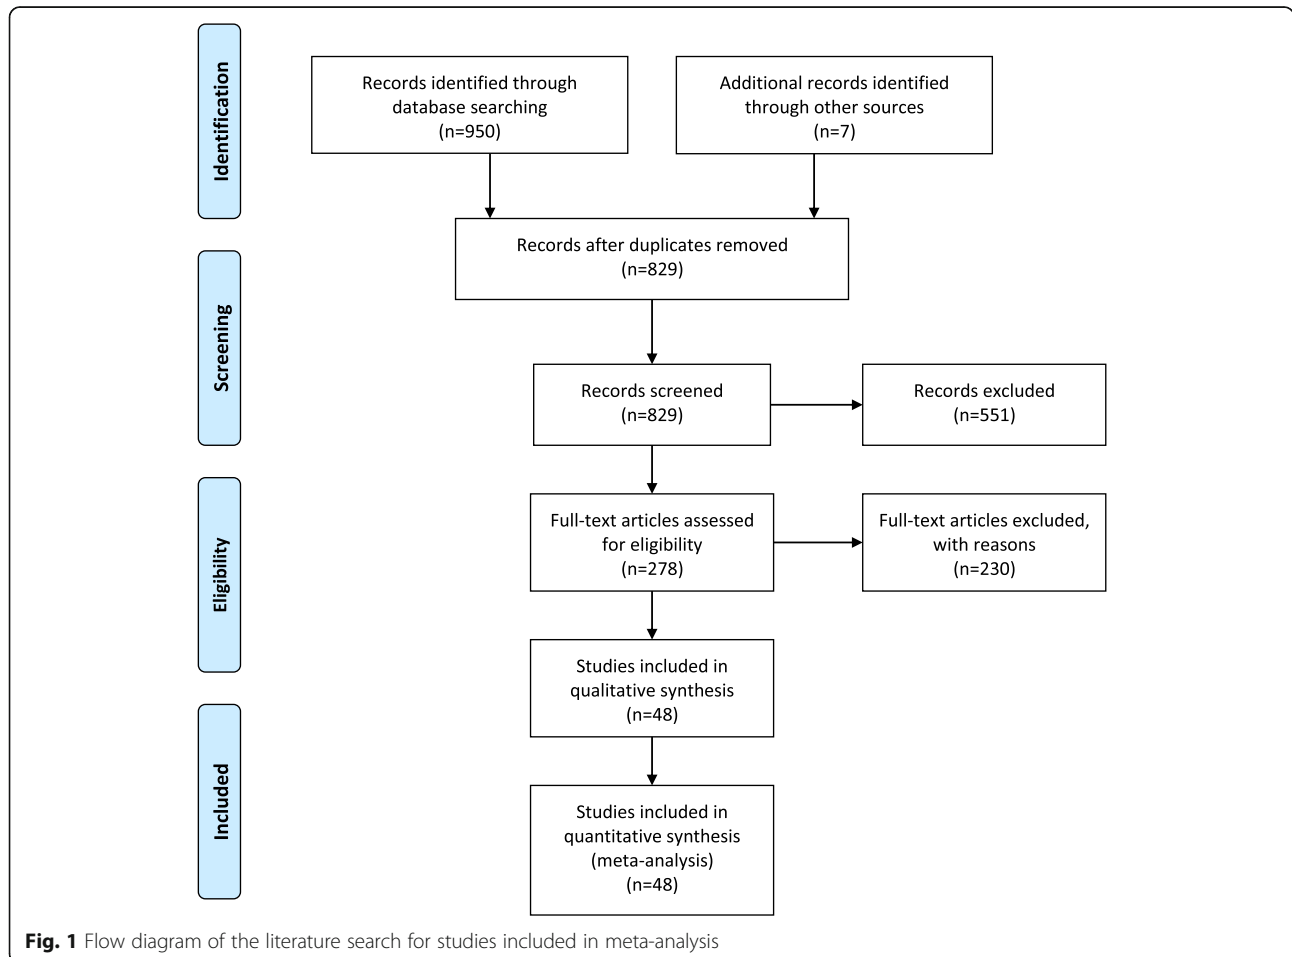 Identification
Records identified through
database searching
(n=950)
Additional records identified
through other sources
(n=7)
Records after duplicates removed
(n=829)
Screening
Records screened
(n=829)
Records excluded
(n=551)
Eligibility
Full-text articles assessed
for eligibility
(n=278)
Full-text articles excluded,
with reasons
(n=230)
Studies included in
qualitative synthesis
(n=48)
Included
Studies included in
quantitative synthesis
(meta-analysis)
(n=48)
Fig. 1 Flow diagram of the literature search for studies included in meta-analysis